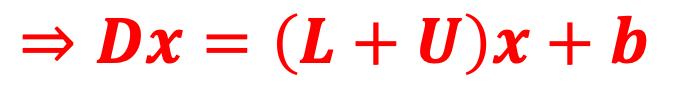 ⇒ Dx = (L + U)x + b